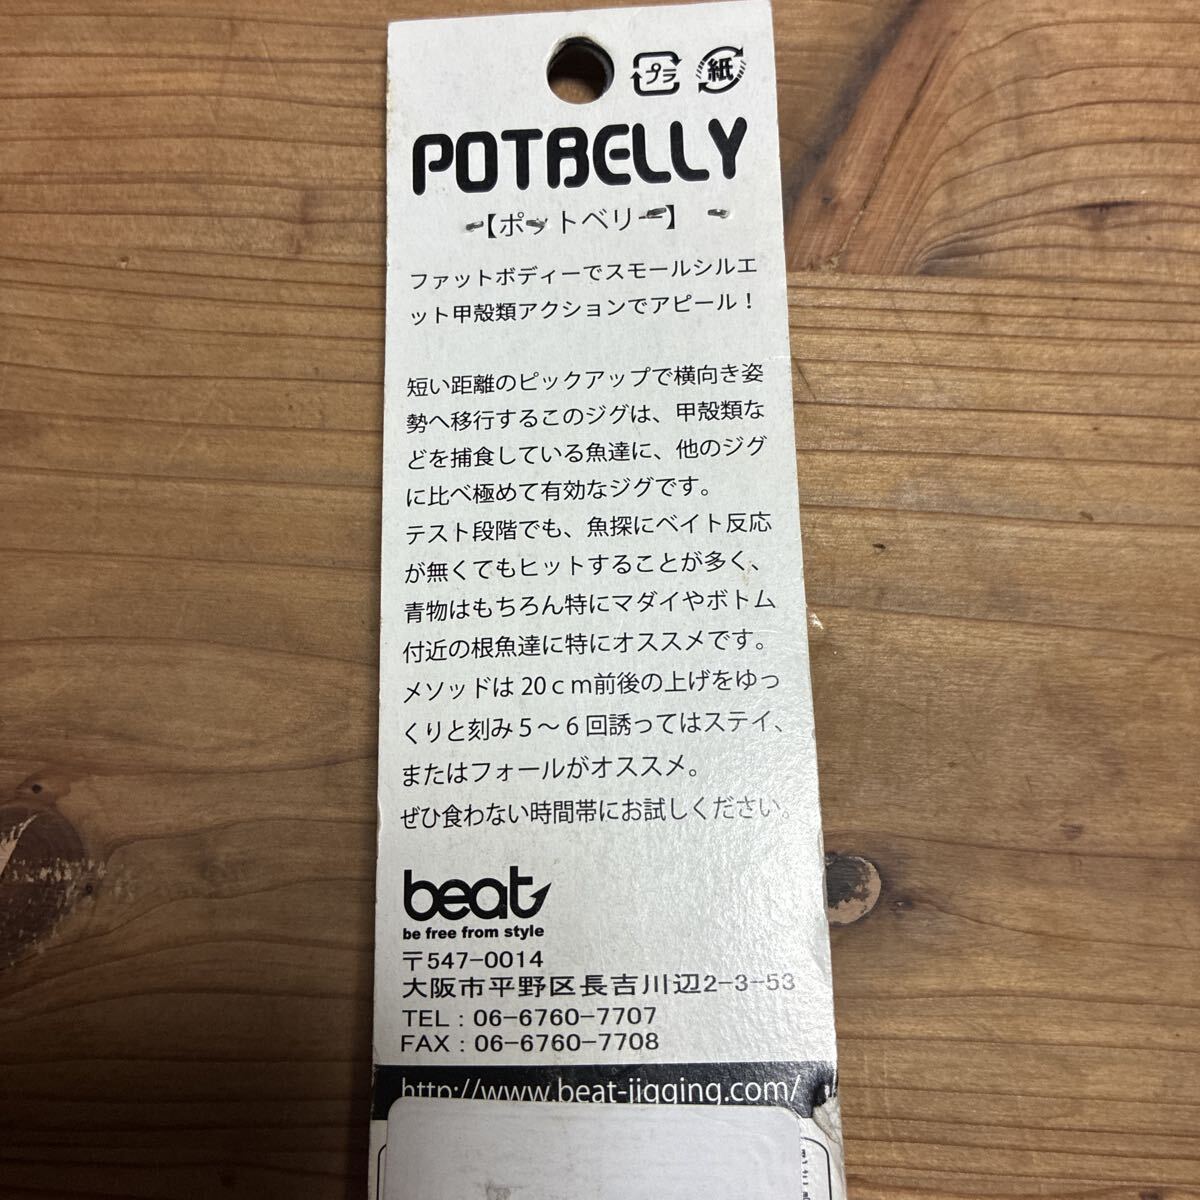 プラ 紙
POTBELLY
【ポットベリー】
ファットボディーでスモールシルエ
ット甲殻類アクションでアピール！
短い距離のピックアップで横向き姿
勢へ移行するこのジグは、甲殻類な
どを捕食している魚達に、他のジグ
に比べ極めて有効なジグです。
テスト段階でも、魚探にベイト反応
が無くてもヒットすることが多く、
青物はもちろん特にマダイやボトム
付近の根魚達に特にオススメです。
メソッドは20ｃｍ前後の上げをゆっ
くりと刻み５～６回誘ってはステイ、
またはフォールがオススメ。
ぜひ食わない時間帯にお試しください。
beat
be free from style
〒547-0014
大阪市平野区長吉川辺2-3-53
TEL : 06-6760-7707
FAX : 06-6760-7708
http://www.beat-jigging.com/